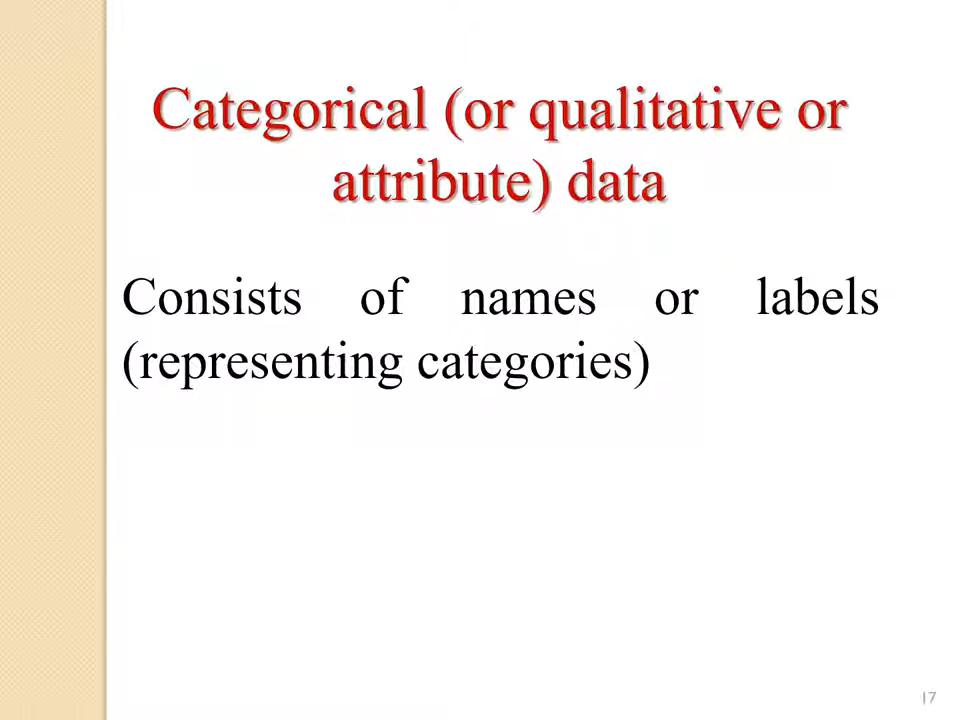 Categorical (or qualitative or
attribute) data
Consists of names or labels
(representing categories)
17